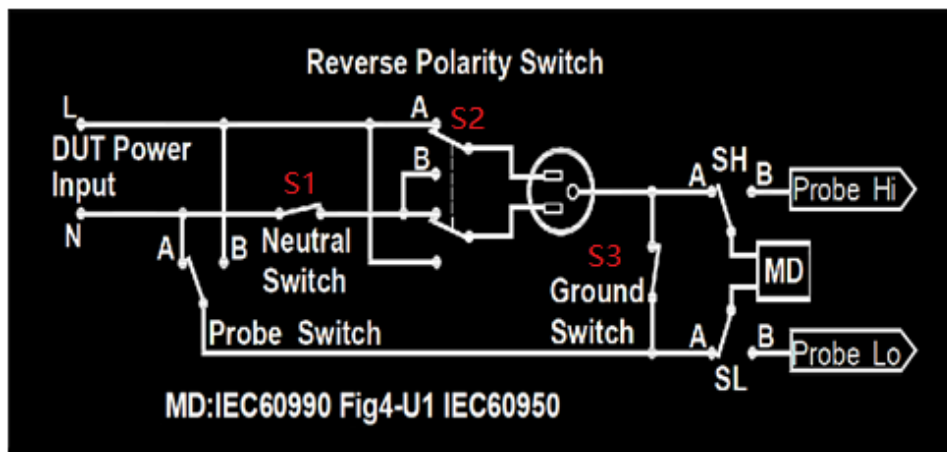 Reverse Polarity Switch
L
A
S2
DUT Power
Input
B
S1
SH
A
B
Probe Hi
N
A
B
Neutral
Switch
S3
Ground
Switch
MD
Probe Switch
A
B
Probe Lo
SL
MD:IEC60990 Fig4-U1 IEC60950